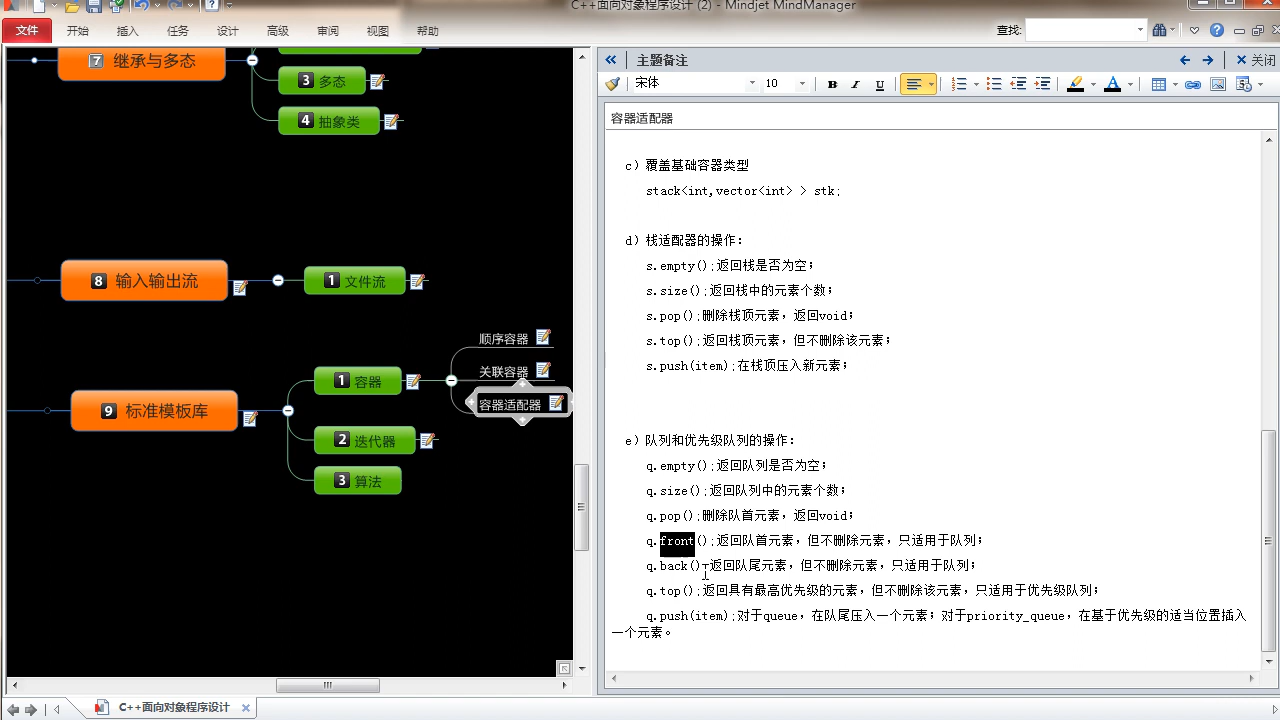 C++面向对象程序设计 (2) - Mindjet MindManager
文件 开始 插入 任务 设计 高级 审阅 视图 帮助 查找:
7 继承与多态
3 多态
4 抽象类
8 输入输出流
1 文件流
9 标准模板库
1 容器
顺序容器
关联容器
容器适配器
2 迭代器
3 算法
主题备注 关闭
宋体 10 B I U A
容器适配器
c) 覆盖基础容器类型
stack<int,vector<int> > stk;
d) 栈适配器的操作:
s.empty();返回栈是否为空;
s.size();返回栈中的元素个数;
s.pop();删除栈顶元素，返回void;
s.top();返回栈顶元素，但不删除该元素;
s.push(item);在栈顶压入新元素;
e) 队列和优先级队列的操作:
q.empty();返回队列是否为空;
q.size();返回队列中的元素个数;
q.pop();删除队首元素，返回void;
q.front();返回队首元素，但不删除元素，只适用于队列;
q.back();返回队尾元素，但不删除元素，只适用于队列;
q.top();返回具有最高优先级的元素，但不删除该元素，只适用于优先级队列;
q.push(item);对于queue，在队尾压入一个元素; 对于priority_queue，在基于优先级的适当位置插入
一个元素。
C++面向对象程序设计